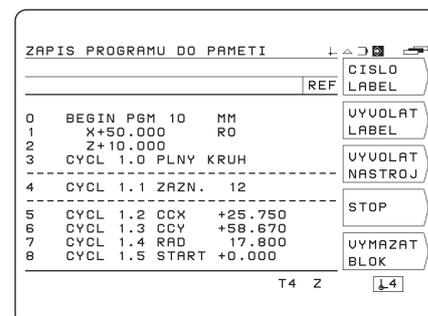 ZAPIS PROGRAMU DO PAMETI
REF
0 BEGIN PGM 10 MM
1 X+50.000 R0
2 Z+10.000
3 CYCL 1.0 PLNY KRUH
4 CYCL 1.1 ZAZN. 12
5 CYCL 1.2 CCX +25.750
6 CYCL 1.3 CCY +58.670
7 CYCL 1.4 RAD 17.800
8 CYCL 1.5 START +0.000
T4 Z
CISLO
LABEL
VYVOLAT
LABEL
VYVOLAT
NASTROJ
STOP
VYMAZAT
BLOK
4